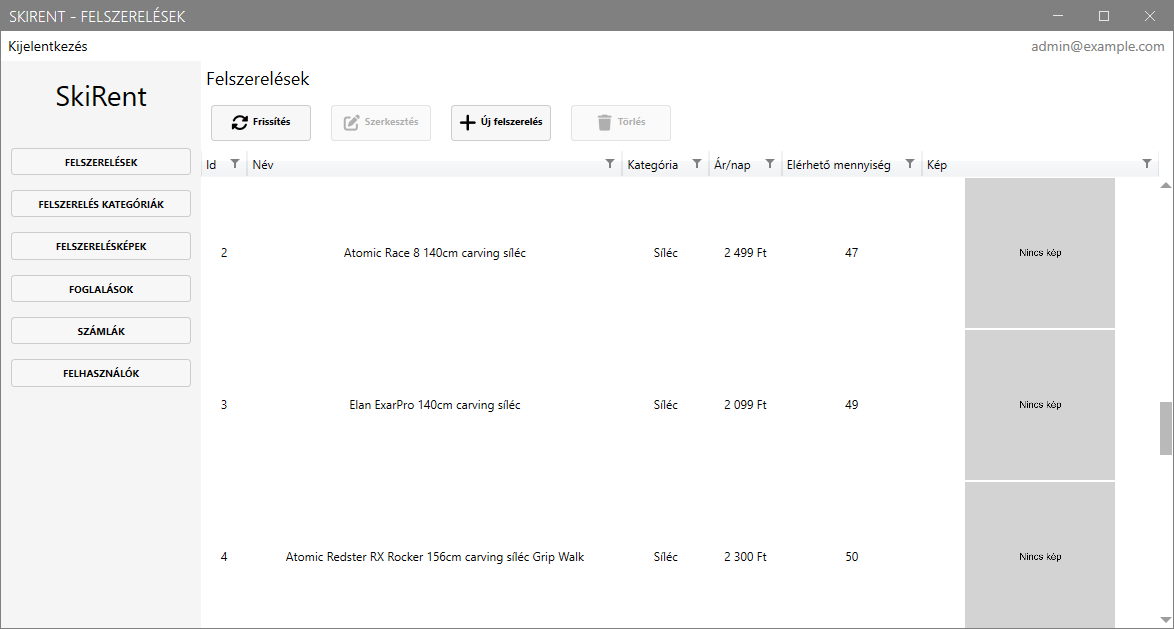 SKIRENT - FELSZERELÉSEK
Kijelentkezés admin@example.com
SkiRent
FELSZERELÉSEK
FELSZERELÉS KATEGÓRIÁK
FELSZERELÉSKÉPEK
FOGLALÁSOK
SZÁMLÁK
FELHASZNÁLÓK
Felszerelések
Frissítés Szerkesztés Új felszerelés Törlés
Id Név Kategória Ár/nap Elérhető mennyiség Kép
2 Atomic Race 8 140cm carving síléc Síléc 2 499 Ft 47 Nincs kép
3 Elan ExarPro 140cm carving síléc Síléc 2 099 Ft 49 Nincs kép
4 Atomic Redster RX Rocker 156cm carving síléc Grip Walk Síléc 2 300 Ft 50 Nincs kép